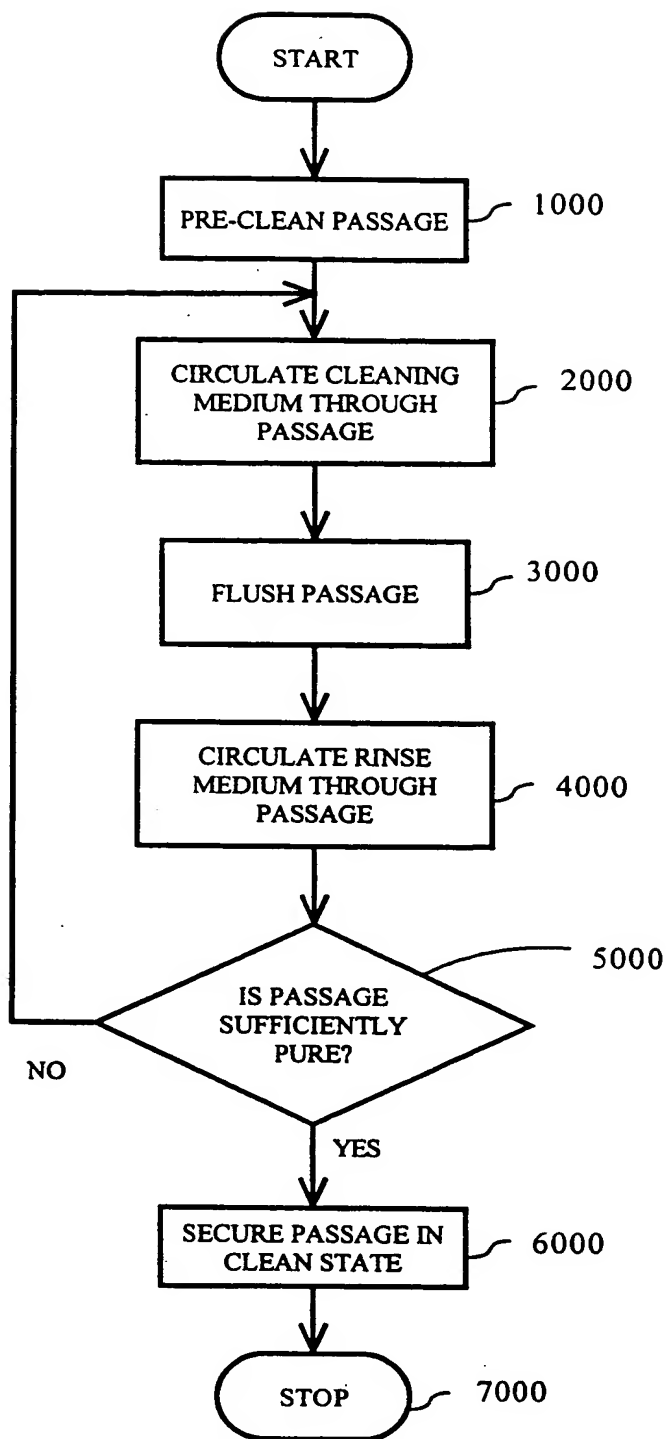 START
PRE-CLEAN PASSAGE
1000
CIRCULATE CLEANING
MEDIUM THROUGH
PASSAGE
2000
FLUSH PASSAGE
3000
CIRCULATE RINSE
MEDIUM THROUGH
PASSAGE
4000
IS PASSAGE
SUFFICIENTLY
PURE?
5000
NO
YES
SECURE PASSAGE IN
CLEAN STATE
6000
STOP
7000